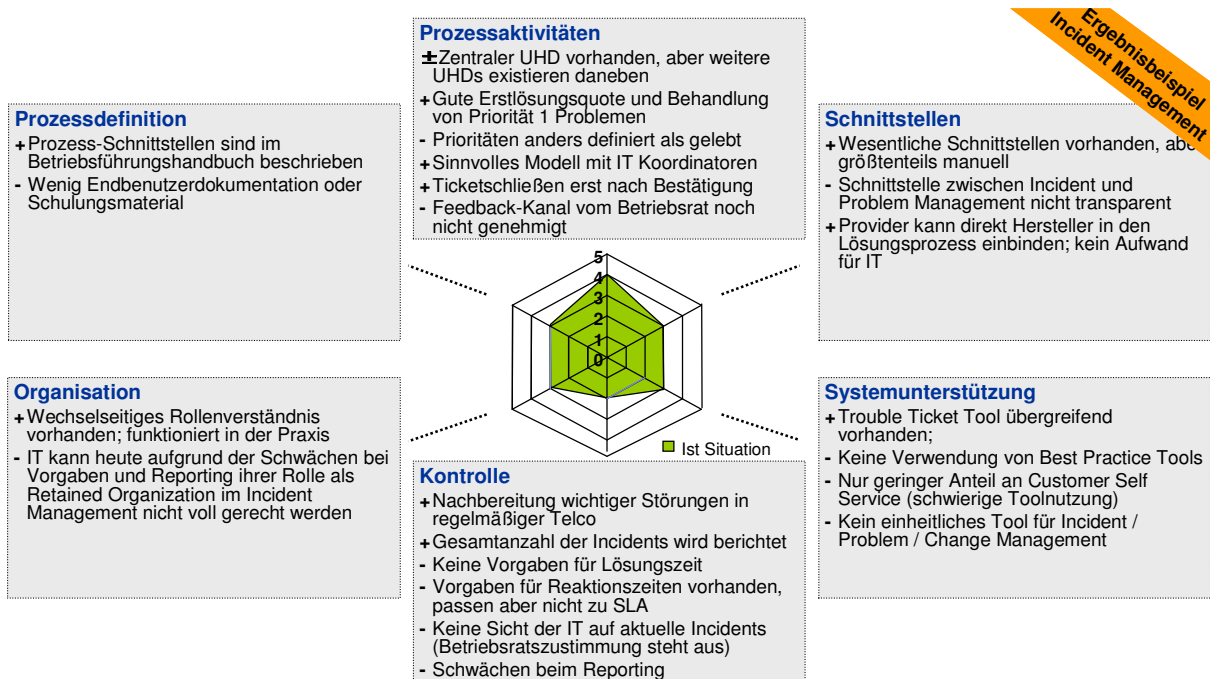 Ergebnisbeispiel
Incident Management
Prozessaktivitäten
±Zentraler UHD vorhanden, aber weitere
UHDs existieren daneben
+Gute Erstlösungsquote und Behandlung
von Priorität 1 Problemen
- Prioritäten anders definiert als gelebt
+Sinnvolles Modell mit IT Koordinatoren
+Ticketschließen erst nach Bestätigung
- Feedback-Kanal vom Betriebsrat noch
nicht genehmigt
Prozessdefinition
+Prozess-Schnittstellen sind im
Betriebsführungshandbuch beschrieben
- Wenig Endbenutzerdokumentation oder
Schulungsmaterial
Schnittstellen
+Wesentliche Schnittstellen vorhanden, aber
größtenteils manuell
- Schnittstelle zwischen Incident und
Problem Management nicht transparent
+Provider kann direkt Hersteller in den
Lösungsprozess einbinden; kein Aufwand
für IT
5
4
3
2
1
0
Ist Situation
Organisation
+Wechselseitiges Rollenverständnis
vorhanden; funktioniert in der Praxis
- IT kann heute aufgrund der Schwächen bei
Vorgaben und Reporting ihrer Rolle als
Retained Organization im Incident
Management nicht voll gerecht werden
Kontrolle
+Nachbereitung wichtiger Störungen in
regelmäßiger Telco
+Gesamtanzahl der Incidents wird berichtet
- Keine Vorgaben für Lösungszeit
- Vorgaben für Reaktionszeiten vorhanden,
passen aber nicht zu SLA
- Keine Sicht der IT auf aktuelle Incidents
(Betriebsratszustimmung steht aus)
- Schwächen beim Reporting
Systemunterstützung
+Trouble Ticket Tool übergreifend
vorhanden;
- Keine Verwendung von Best Practice Tools
- Nur geringer Anteil an Customer Self
Service (schwierige Toolnutzung)
- Kein einheitliches Tool für Incident /
Problem / Change Management